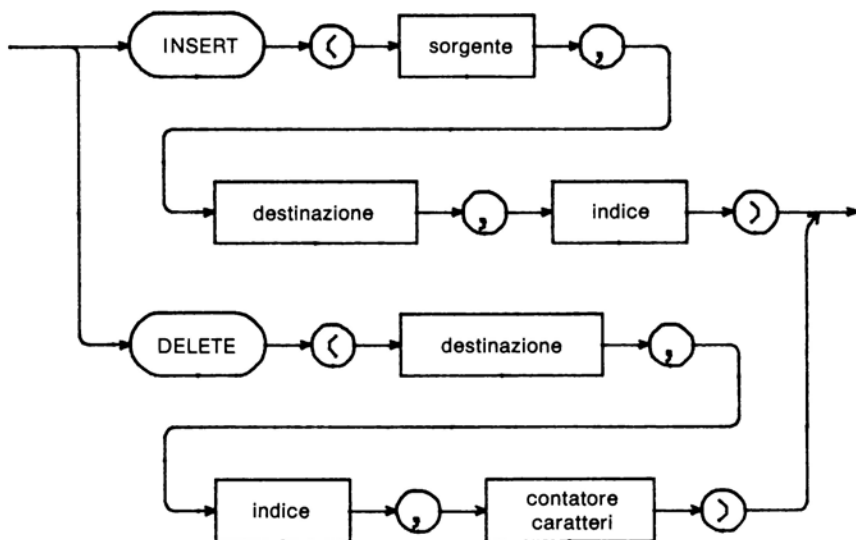 INSERT ( sorgente ,
destinazione , indice )
DELETE ( destinazione ,
indice , contatore
caratteri )